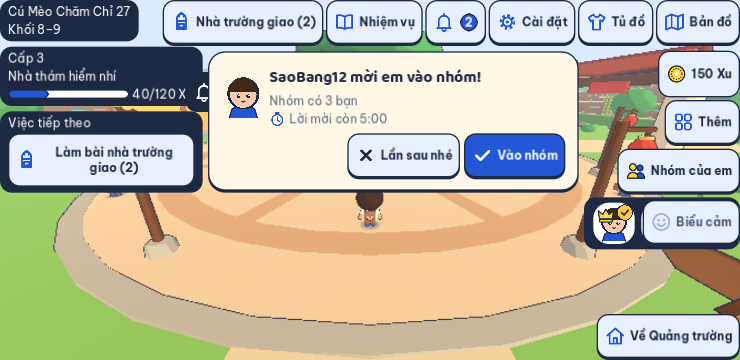 Cú Mèo Chăm Chỉ 27
Khối 8-9
Nhà trường giao (2)
Nhiệm vụ
2
Cài đặt
Tủ đồ
Bản đồ
Cấp 3
Nhà thám hiểm nhí
40/120 X
Việc tiếp theo
Làm bài nhà trường
giao (2)
SaoBang12 mời em vào nhóm!
Nhóm có 3 bạn
Lời mời còn 5:00
Lần sau nhé
Vào nhóm
150 Xu
Thêm
Nhóm của em
Biểu cảm
Về Quảng trường